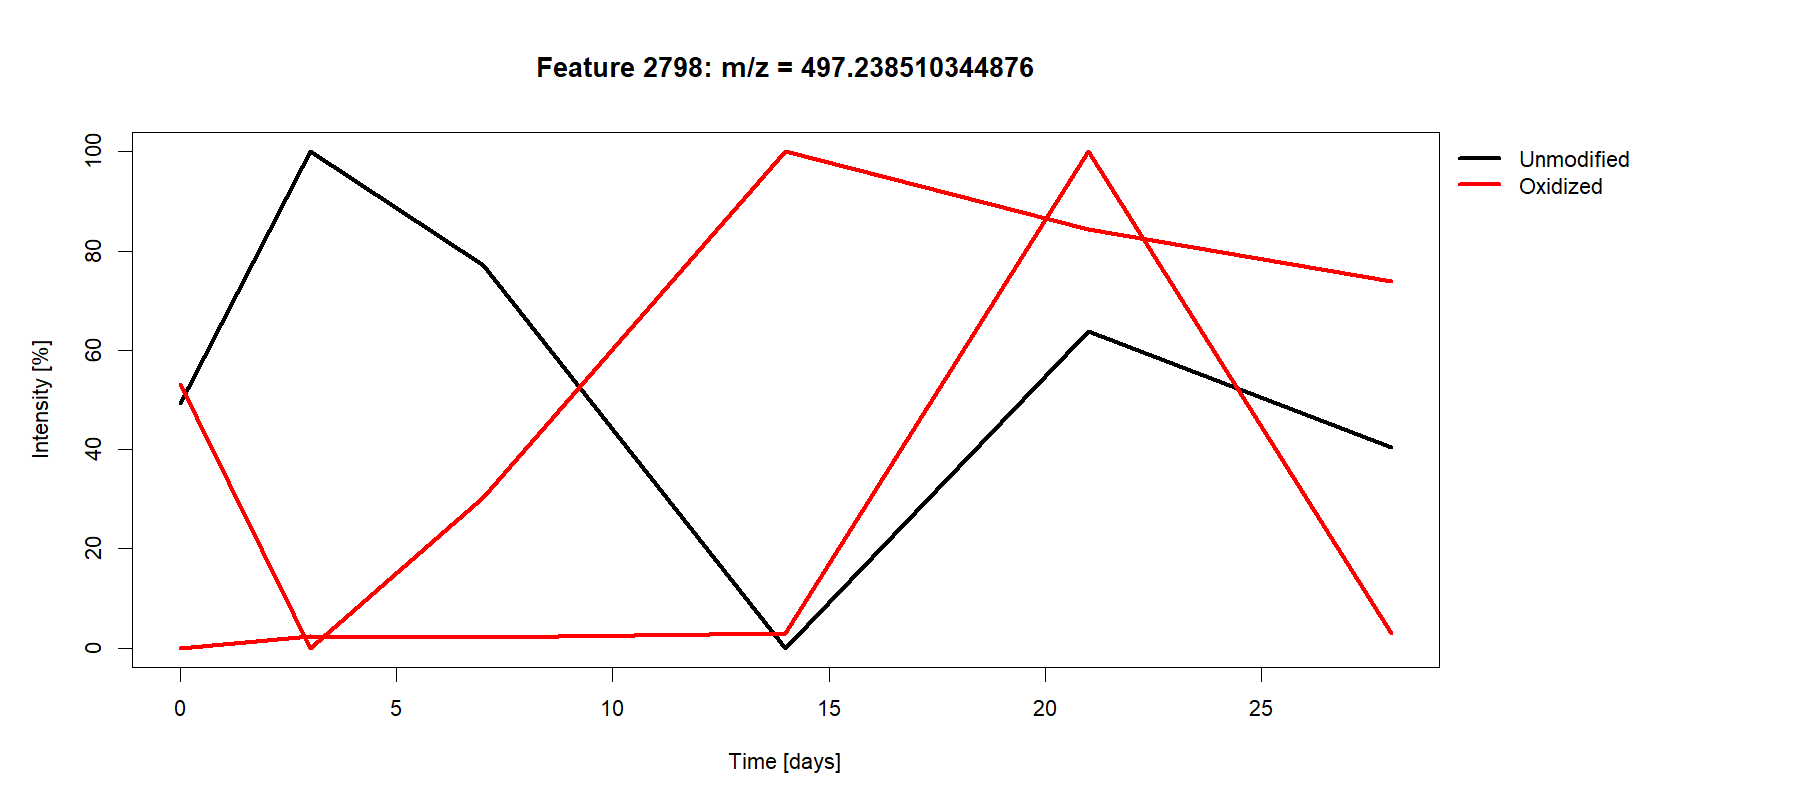 Feature 2798: m/z = 497.238510344876
Unmodified
Oxidized
Intensity [%]
100
80
60
40
20
0
0 5 10 15 20 25
Time [days]